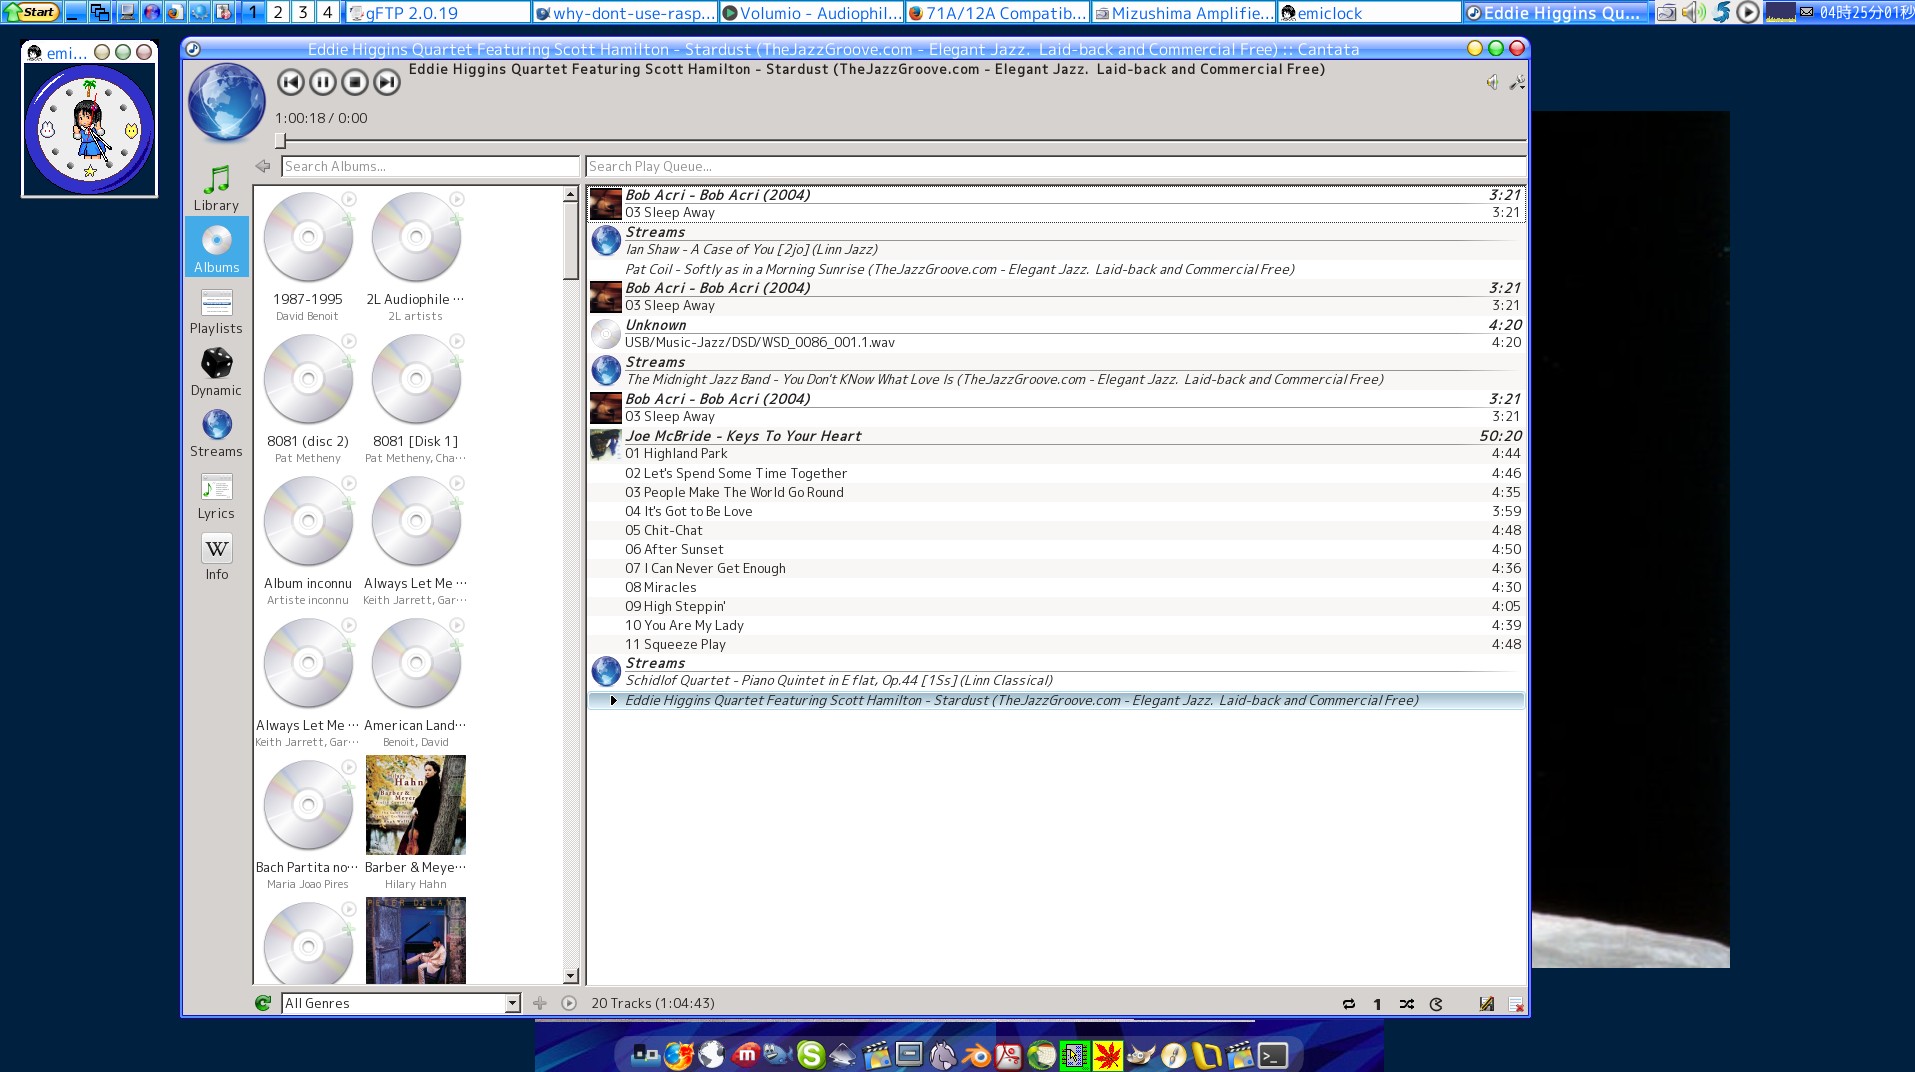 Start
1
2
3
4
gFTP 2.0.19
why-dont-use-rasp...
Volumio - Audiophil...
71A/12A Compatib...
Mizushima Amplifie...
emiclock
Eddie Higgins Qu...
04時25分01秒
emi...
Eddie Higgins Quartet Featuring Scott Hamilton - Stardust (TheJazzGroove.com - Elegant Jazz. Laid-back and Commercial Free) :: Cantata
Eddie Higgins Quartet Featuring Scott Hamilton - Stardust (TheJazzGroove.com - Elegant Jazz. Laid-back and Commercial Free)
1:00:18 / 0:00
Search Albums...
Search Play Queue...
Library
Albums
Playlists
Dynamic
Streams
Lyrics
W
Info
1987-1995
David Benoit
2L Audiophile ...
2L artists
8081 (disc 2)
Pat Metheny
8081 [Disk 1]
Pat Metheny, Cha...
Album inconnu
Artiste inconnu
Always Let Me ...
Keith Jarrett, Gar...
Always Let Me ...
Keith Jarrett, Gar...
American Land...
Benoit, David
Bach Partita no...
Maria Joao Pires
Hahn
Barber & Meye...
Hilary Hahn
Bob Acri - Bob Acri (2004) 3:21
03 Sleep Away 3:21
Streams
Ian Shaw - A Case of You [2jo] (Linn Jazz)
Pat Coil - Softly as in a Morning Sunrise (TheJazzGroove.com - Elegant Jazz. Laid-back and Commercial Free)
Bob Acri - Bob Acri (2004) 3:21
03 Sleep Away 3:21
Unknown 4:20
USB/Music-Jazz/DSD/WSD_0086_001.1.wav 4:20
Streams
The Midnight Jazz Band - You Don't KNow What Love Is (TheJazzGroove.com - Elegant Jazz. Laid-back and Commercial Free)
Bob Acri - Bob Acri (2004) 3:21
03 Sleep Away 3:21
Joe McBride - Keys To Your Heart 50:20
01 Highland Park 4:44
02 Let's Spend Some Time Together 4:46
03 People Make The World Go Round 4:35
04 It's Got to Be Love 3:59
05 Chit-Chat 4:48
06 After Sunset 4:50
07 I Can Never Get Enough 4:36
08 Miracles 4:30
09 High Steppin' 4:05
10 You Are My Lady 4:39
11 Squeeze Play 4:48
Streams
Schidlof Quartet - Piano Quintet in E flat, Op.44 [1Ss] (Linn Classical)
Eddie Higgins Quartet Featuring Scott Hamilton - Stardust (TheJazzGroove.com - Elegant Jazz. Laid-back and Commercial Free)
All Genres
20 Tracks (1:04:43)
1